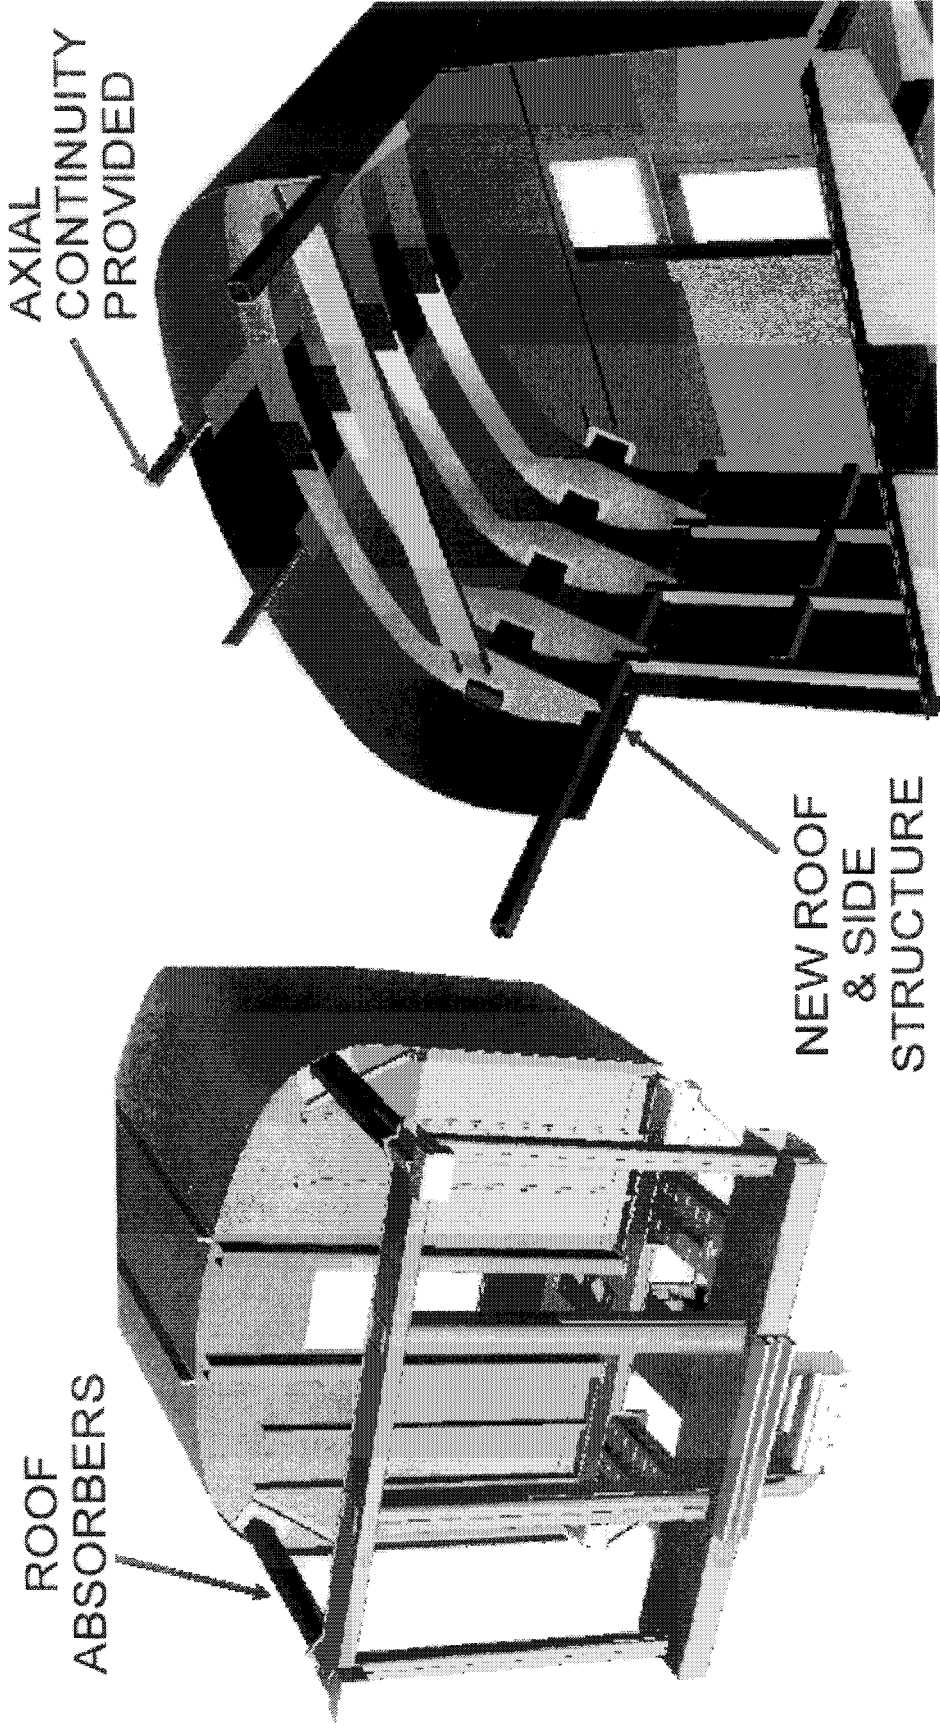 ROOF
ABSORBERS
NEW ROOF
& SIDE
STRUCTURE
AXIAL
CONTINUITY
PROVIDED